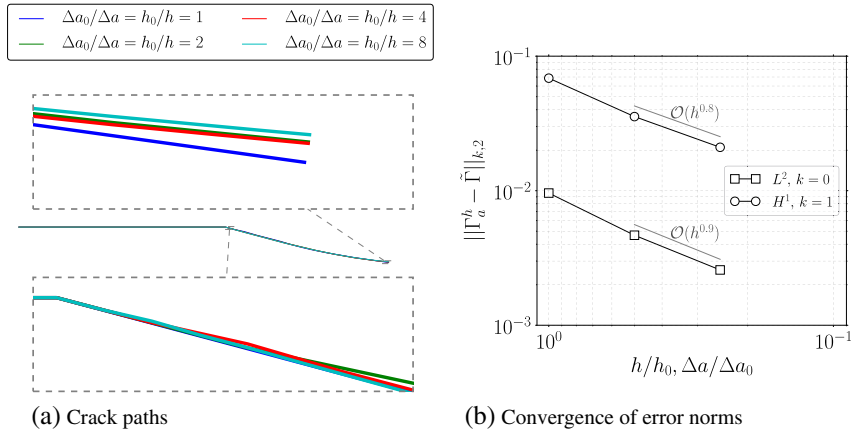 Δa₀/Δa = h₀/h = 1
Δa₀/Δa = h₀/h = 2
Δa₀/Δa = h₀/h = 4
Δa₀/Δa = h₀/h = 8
(a) Crack paths
10⁻¹
10⁻²
10⁻³
||Γₐʰ − Γ̃||ₖ,₂
O(h⁰·⁸)
O(h⁰·⁹)
L², k = 0
H¹, k = 1
10⁰
10⁻¹
h/h₀, Δa/Δa₀
(b) Convergence of error norms